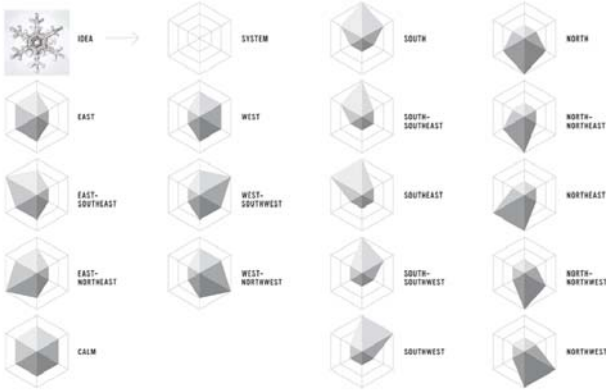 IDEA
SYSTEM
SOUTH
NORTH
EAST
WEST
SOUTH-
SOUTHEAST
NORTH-
NORTHEAST
EAST-
SOUTHEAST
WEST-
SOUTHWEST
SOUTHEAST
NORTHEAST
EAST-
NORTHEAST
WEST-
NORTHWEST
SOUTH-
SOUTHWEST
NORTH-
NORTHWEST
CALM
SOUTHWEST
NORTHWEST